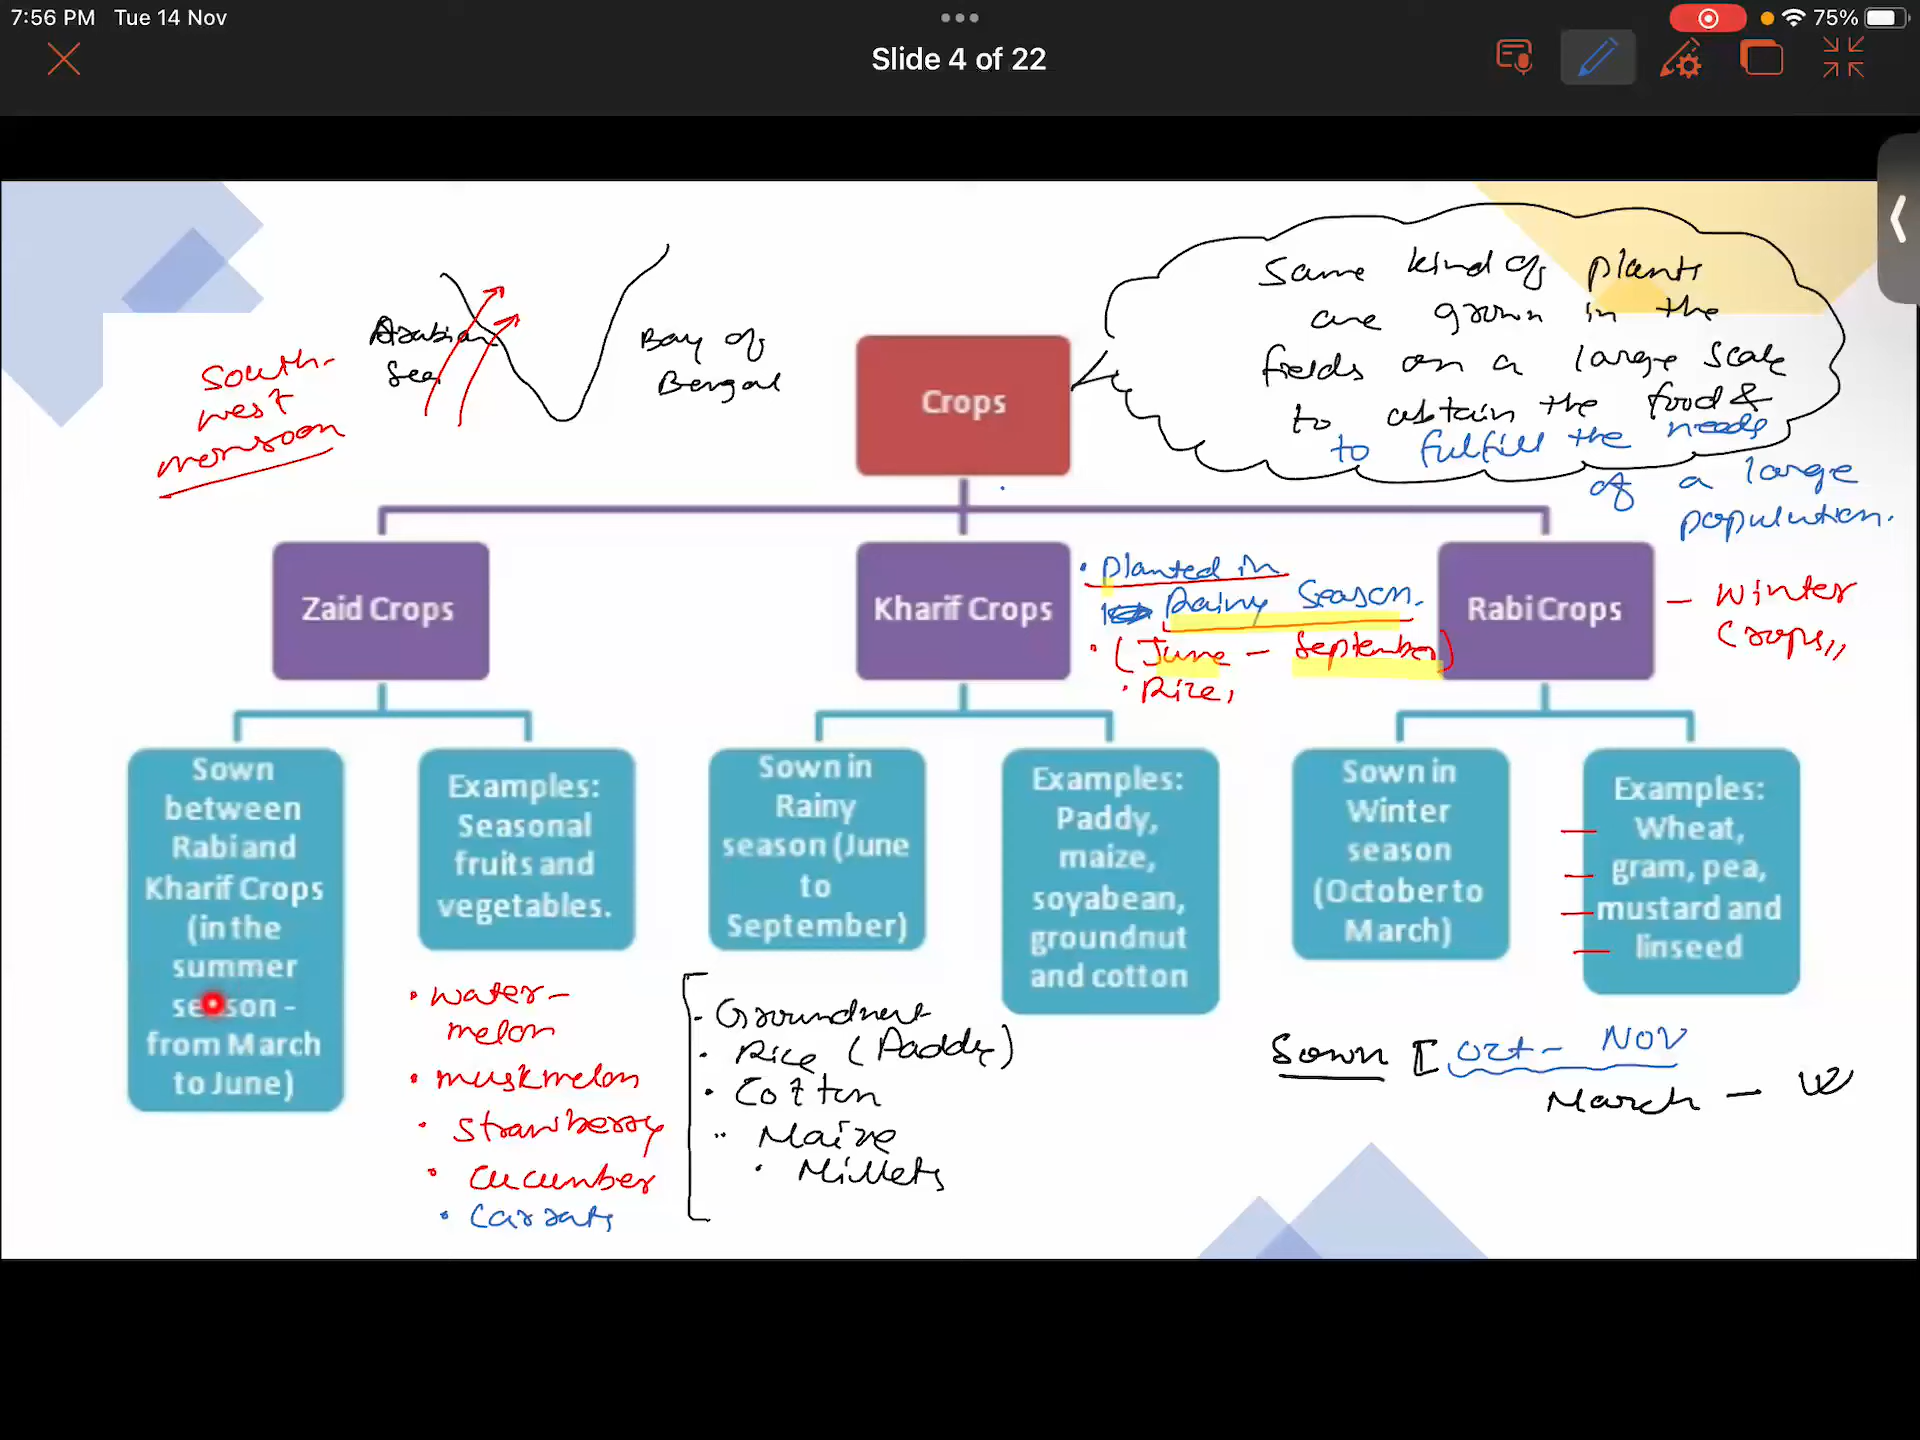 7:56 PM Tue 14 Nov
75%
Slide 4 of 22
Same kind of plants
are grown in the
fields on a large scale
to obtain the food &
to fulfill the needs
of a large
population.
Arabian
Sea
Bay of
Bengal
South-
west
monsoon
Crops
Zaid Crops
Kharif Crops
• Planted in
Rainy Season.
• (June - September)
• Rice,
Rabi Crops
- Winter
Crops,,
Sown
between
Rabi and
Kharif Crops
(in the
summer
season -
from March
to June)
Examples:
Seasonal
fruits and
vegetables.
Sown in
Rainy
season (June
to
September)
Examples:
Paddy,
maize,
soyabean,
groundnut
and cotton
Sown in
Winter
season
(October to
March)
Examples:
Wheat,
gram, pea,
mustard and
linseed
• water-
melon
• muskmelon
• strawberry
• cucumber
• carrats
• Groundnut
• Rice (Paddy)
• Cotton
• Maize
• Millets
Sown [ Oct - Nov
March -